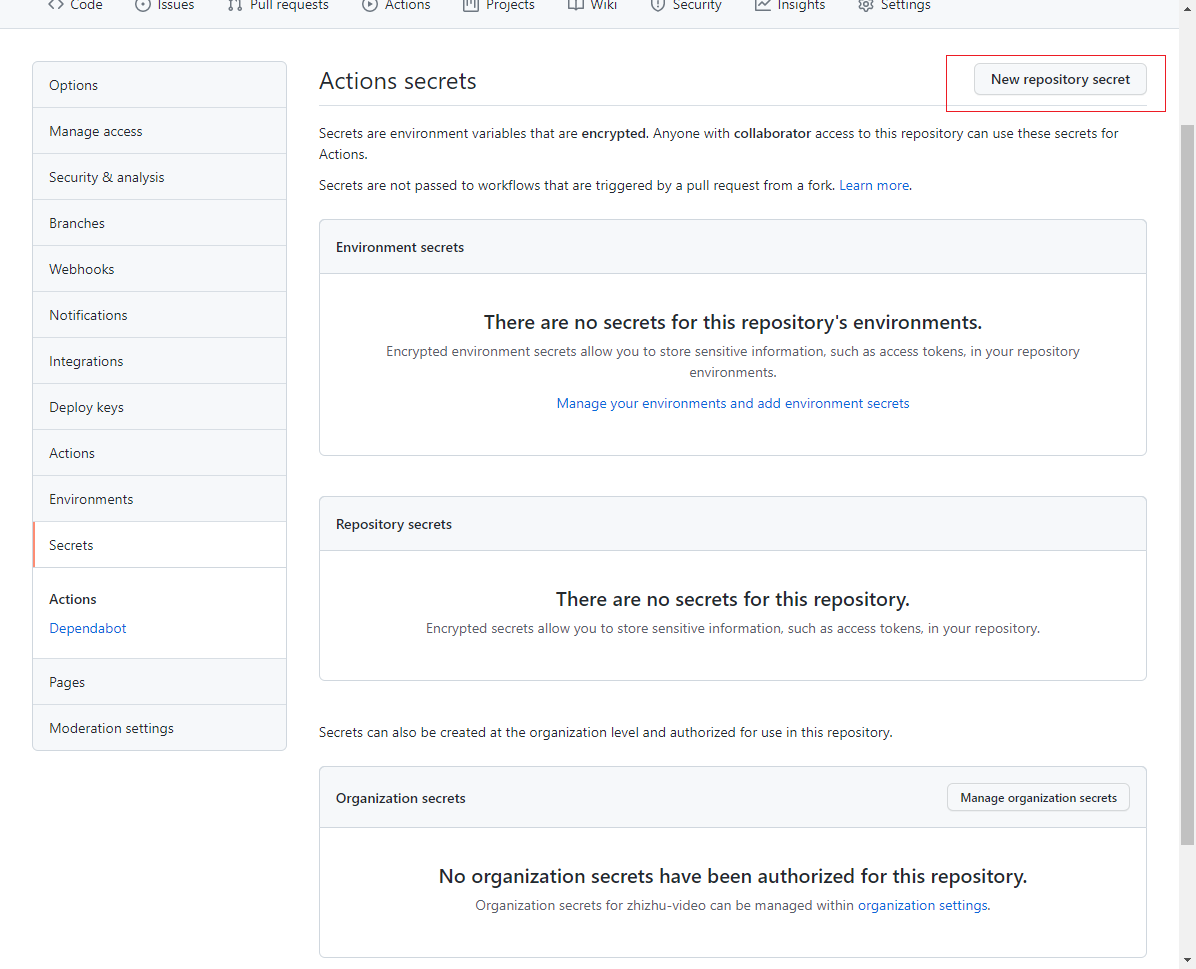 Code Issues Pull requests Actions Projects Wiki Security Insights Settings
Options
Manage access
Security & analysis
Branches
Webhooks
Notifications
Integrations
Deploy keys
Actions
Environments
Secrets
Actions
Dependabot
Pages
Moderation settings
Actions secrets
New repository secret
Secrets are environment variables that are encrypted. Anyone with collaborator access to this repository can use these secrets for
Actions.
Secrets are not passed to workflows that are triggered by a pull request from a fork. Learn more.
Environment secrets
There are no secrets for this repository's environments.
Encrypted environment secrets allow you to store sensitive information, such as access tokens, in your repository
environments.
Manage your environments and add environment secrets
Repository secrets
There are no secrets for this repository.
Encrypted secrets allow you to store sensitive information, such as access tokens, in your repository.
Secrets can also be created at the organization level and authorized for use in this repository.
Organization secrets
Manage organization secrets
No organization secrets have been authorized for this repository.
Organization secrets for zhizhu-video can be managed within organization settings.